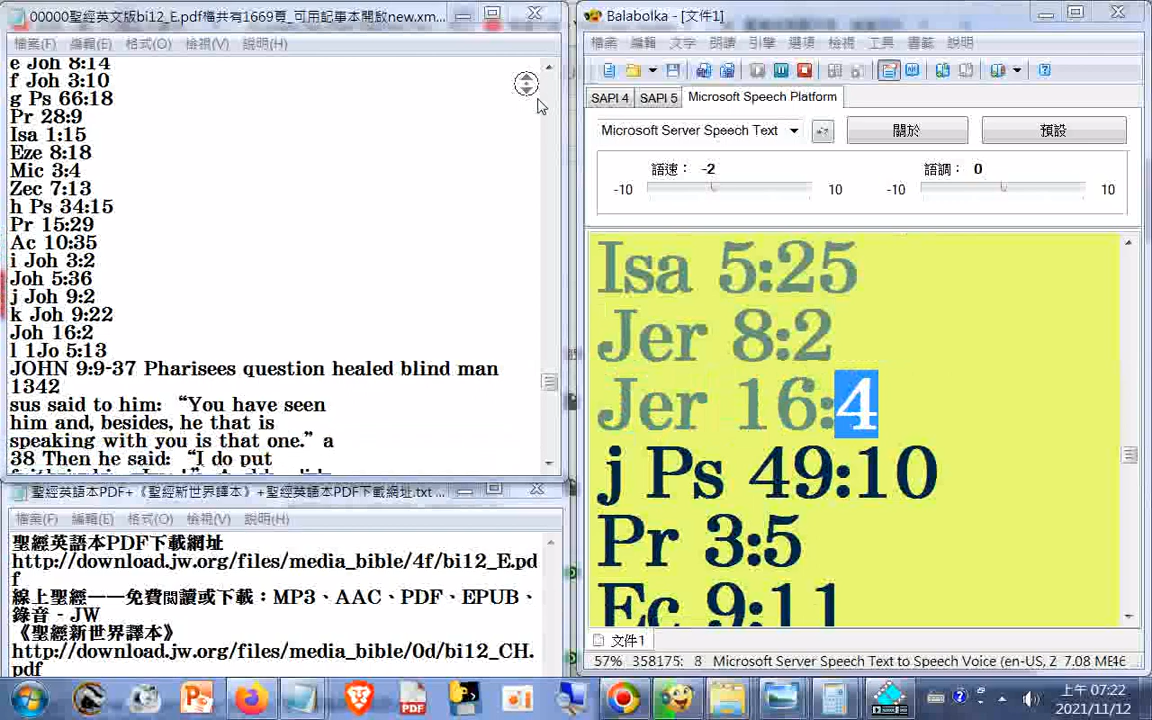 00000聖經英文版bi12_E.pdf檔共有1669頁_可用記事本開啟new.xm...
檔案(F) 編輯(E) 格式(O) 檢視(V) 說明(H)
e Joh 8:14
f Joh 3:10
g Ps 66:18
Pr 28:9
Isa 1:15
Eze 8:18
Mic 3:4
Zec 7:13
h Ps 34:15
Pr 15:29
Ac 10:35
i Joh 3:2
Joh 5:36
j Joh 9:2
k Joh 9:22
Joh 16:2
l 1Jo 5:13
JOHN 9:9-37 Pharisees question healed blind man
1342
sus said to him: “You have seen
him and, besides, he that is
speaking with you is that one.” a
38 Then he said: “I do put
聖經英語本PDF+《聖經新世界譯本》+聖經英語本PDF下載網址.txt ...
檔案(F) 編輯(E) 格式(O) 檢視(V) 說明(H)
聖經英語本PDF下載網址
http://download.jw.org/files/media_bible/4f/bi12_E.pd
f
線上聖經——免費閱讀或下載：MP3、AAC、PDF、EPUB、
錄音 - JW
《聖經新世界譯本》
http://download.jw.org/files/media_bible/0d/bi12_CH.
pdf
Balabolka - [文件1]
檔案 編輯 文字 朗讀 引擎 選項 檢視 工具 書籤 說明
SAPI 4 SAPI 5 Microsoft Speech Platform
Microsoft Server Speech Text +? 關於 預設
語速： -2 語調： 0
-10 10 -10 10
Isa 5:25
Jer 8:2
Jer 16:4
j Ps 49:10
Pr 3:5
Ec 9:11
文件1
57% 358175: 8 Microsoft Server Speech Text to Speech Voice (en-US, Z 7.08 ME46
PDF
上午 07:22
2021/11/12